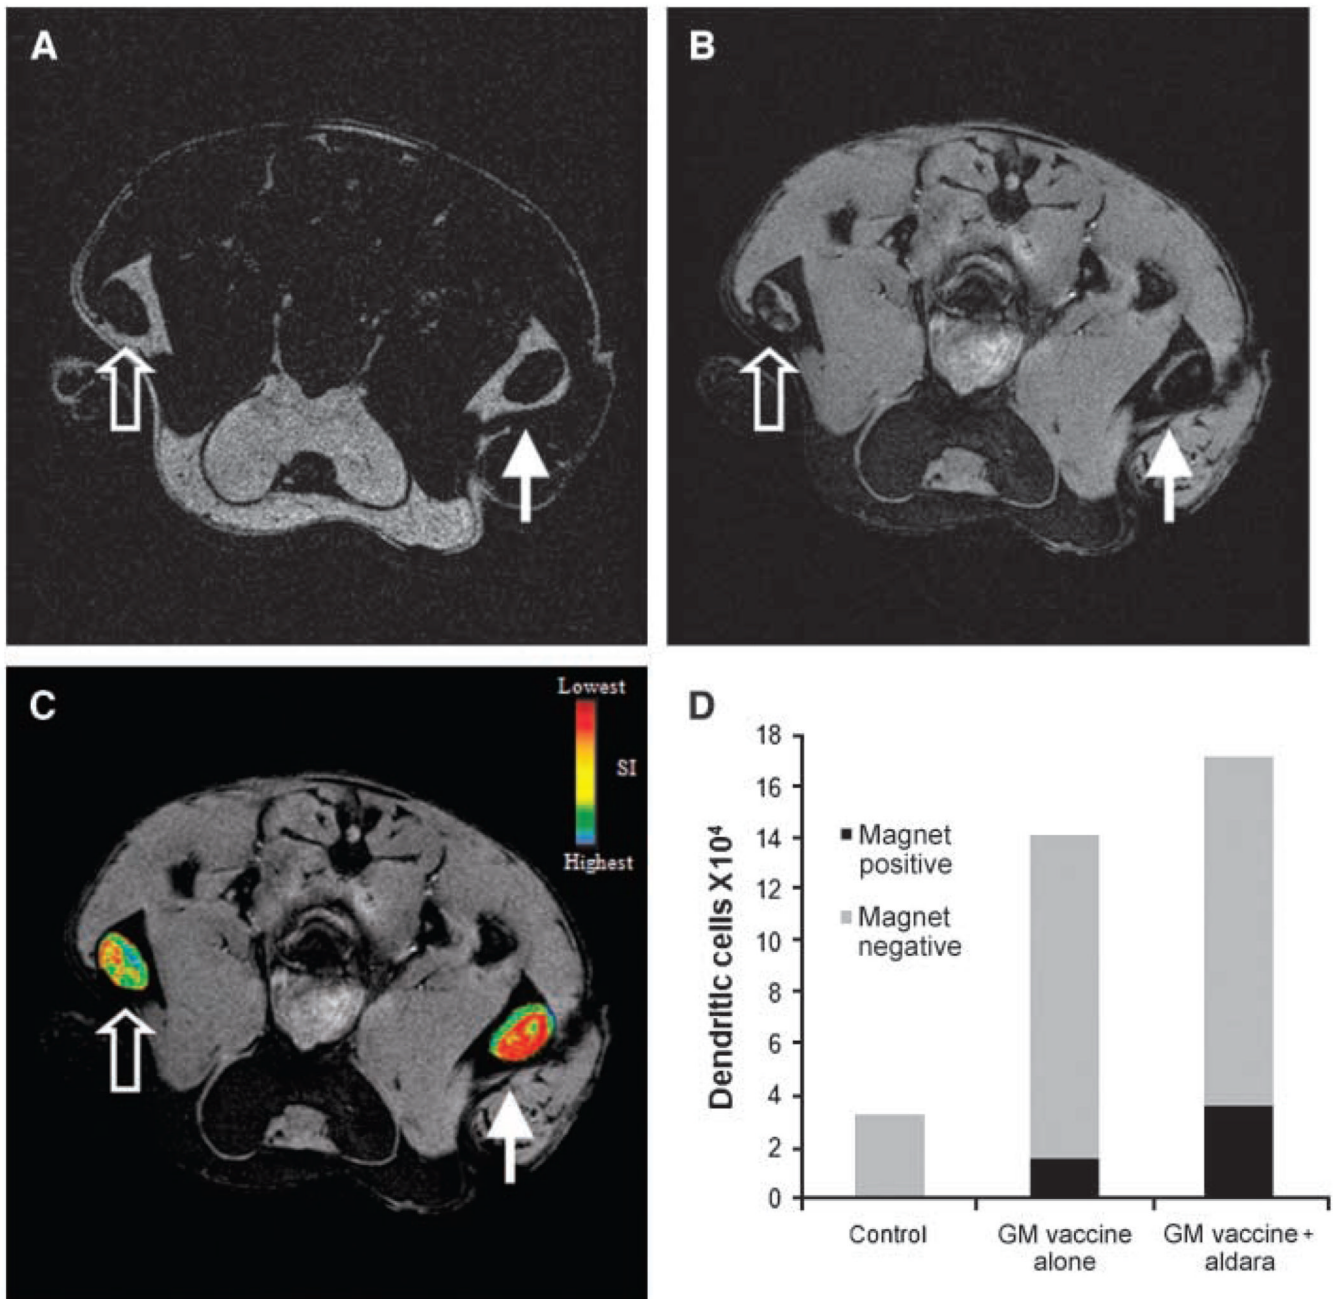 A
B
C
Lowest
SI
Highest
D
18
16
14
12
10
8
6
4
2
0
Dendritic cells X10⁴
Magnet
positive
Magnet
negative
Control
GM vaccine
alone
GM vaccine +
aldara